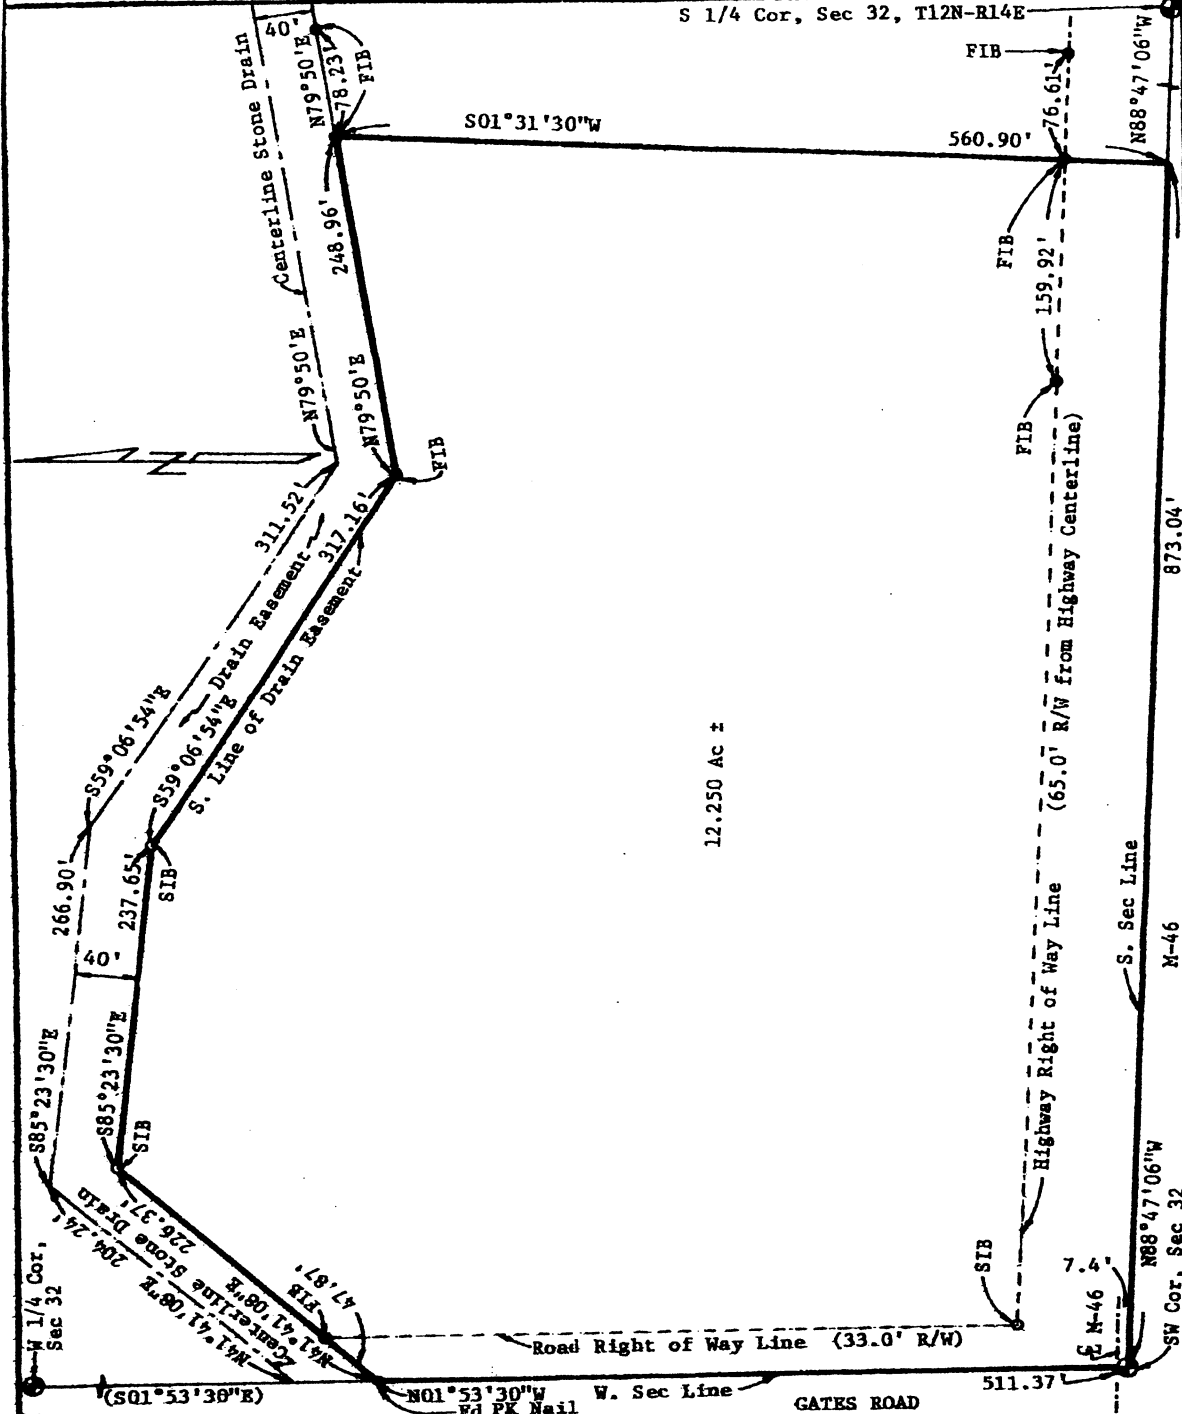 S 1/4 Cor, Sec 32, T12N-R14E
40'
Centerline Stone Drain
N79°50'E
78.23'
FIB
FIB
76.61'
N88°47'06"W
S01°31'30"W
560.90'
248.96'
FIB
159.92'
FIB
N79°50'E
N79°50'E
FIB
N
311.52'
317.16'
Drain Easement
S. Line of Drain Easement
S59°06'54"E
S59°06'54"E
Highway Right of Way Line (65.0' R/W from Highway Centerline)
873.04'
12.250 Ac ±
266.90'
237.65'
SIB
40'
S. Sec Line
M-46
S85°23'30"E
S85°23'30"E
SIB
226.37'
204.24'
Centerline Stone Drain
N41°41'08"E
N41°41'08"E
FIB
47.87'
W 1/4 Cor,
Sec 32
SIB
7.4'
℄ M-46
N88°47'06"W
SW Cor, Sec 32
Road Right of Way Line (33.0' R/W)
(S01°53'30"E)
N01°53'30"W
W. Sec Line
511.37'
Fd PK Nail
GATES ROAD